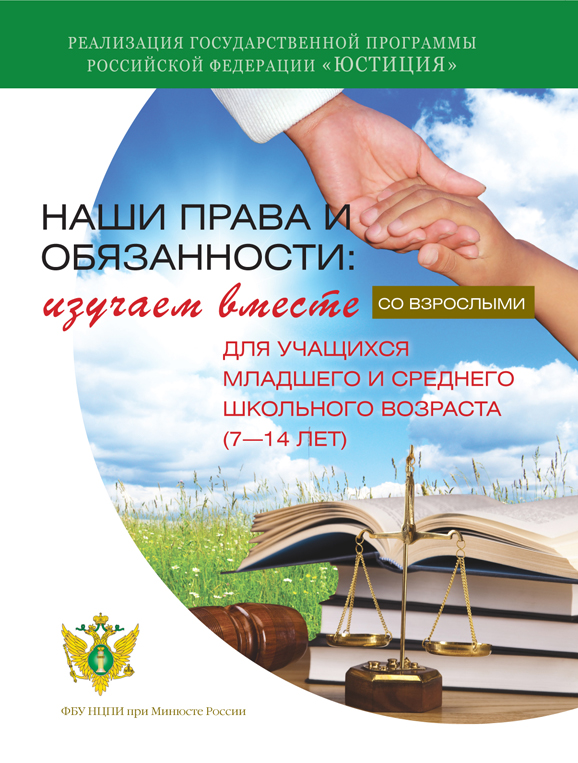 РЕАЛИЗАЦИЯ ГОСУДАРСТВЕННОЙ ПРОГРАММЫ
РОССИЙСКОЙ ФЕДЕРАЦИИ «ЮСТИЦИЯ»
НАШИ ПРАВА И
ОБЯЗАННОСТИ:
изучаем вместе СО ВЗРОСЛЫМИ
ДЛЯ УЧАЩИХСЯ
МЛАДШЕГО И СРЕДНЕГО
ШКОЛЬНОГО ВОЗРАСТА
(7—14 ЛЕТ)
ФБУ НЦПИ при Минюсте России